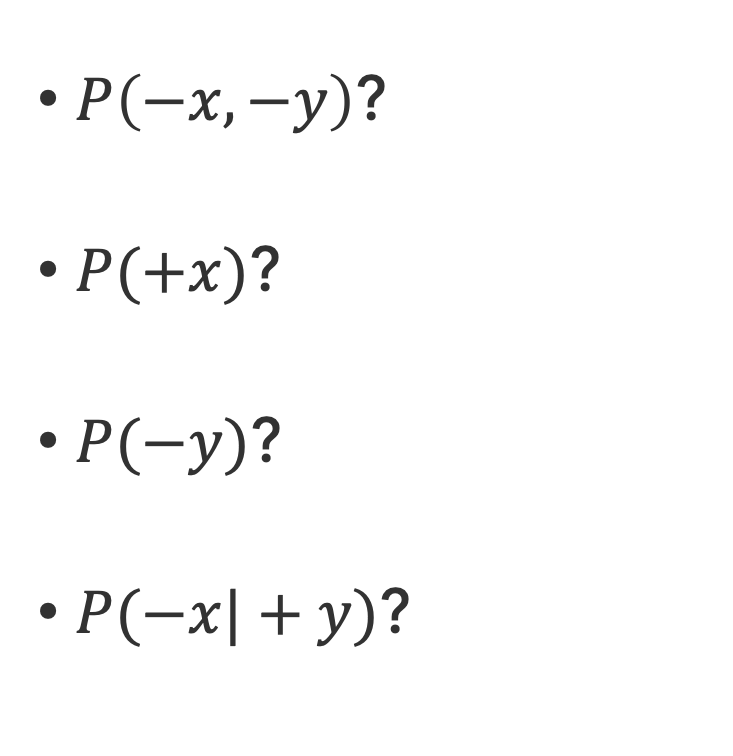 • P(−x, −y)?
• P(+x)?
• P(−y)?
• P(−x| + y)?